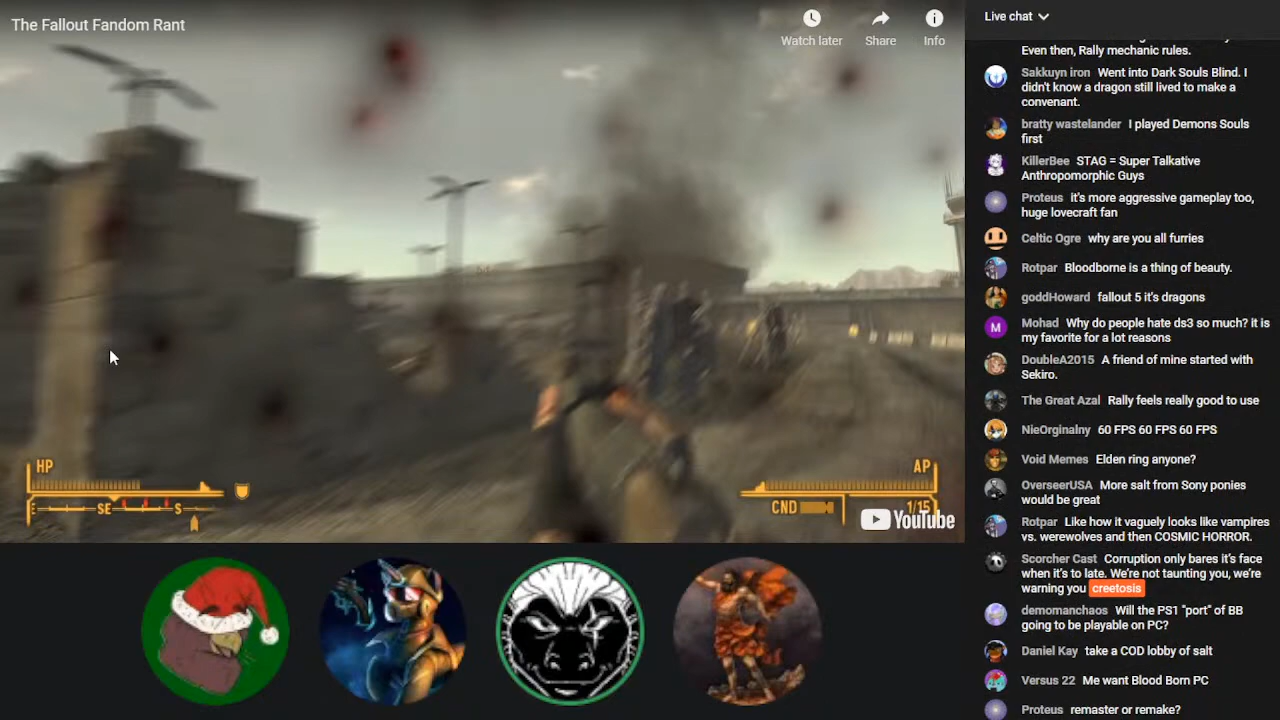 The Fallout Fandom Rant
Watch later
Share
Info
HP
E
SE
S
AP
CND
1/15
YouTube
Live chat
Even then, Rally mechanic rules.
Sakkuyn iron Went into Dark Souls Blind. I
didn't know a dragon still lived to make a
convenant.
bratty wastelander I played Demons Souls
first
KillerBee STAG = Super Talkative
Anthropomorphic Guys
Proteus it's more aggressive gameplay too,
huge lovecraft fan
Celtic Ogre why are you all furries
Rotpar Bloodborne is a thing of beauty.
goddHoward fallout 5 it's dragons
M
Mohad Why do people hate ds3 so much? it is
my favorite for a lot reasons
DoubleA2015 A friend of mine started with
Sekiro.
The Great Azal Rally feels really good to use
NieOrginalny 60 FPS 60 FPS 60 FPS
Void Memes Elden ring anyone?
OverseerUSA More salt from Sony ponies
would be great
Rotpar Like how it vaguely looks like vampires
vs. werewolves and then COSMIC HORROR.
Scorcher Cast Corruption only bares it's face
when it's to late. We're not taunting you, we're
warning you creetosis
demomanchaos Will the PS1 "port" of BB
going to be playable on PC?
Daniel Kay take a COD lobby of salt
Versus 22 Me want Blood Born PC
Proteus remaster or remake?